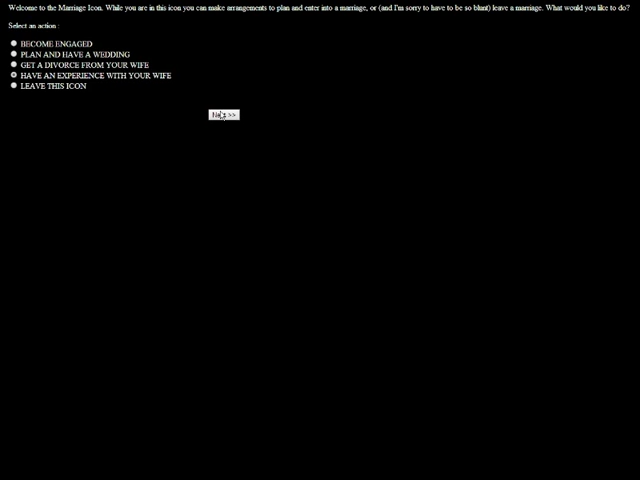 Welcome to the Marriage Icon. While you are in this icon you can make arrangements to plan and enter into a marriage, or (and I'm sorry to have to be so blunt) leave a marriage. What would you like to do?
Select an action :
BECOME ENGAGED
PLAN AND HAVE A WEDDING
GET A DIVORCE FROM YOUR WIFE
HAVE AN EXPERIENCE WITH YOUR WIFE
LEAVE THIS ICON
Next >>